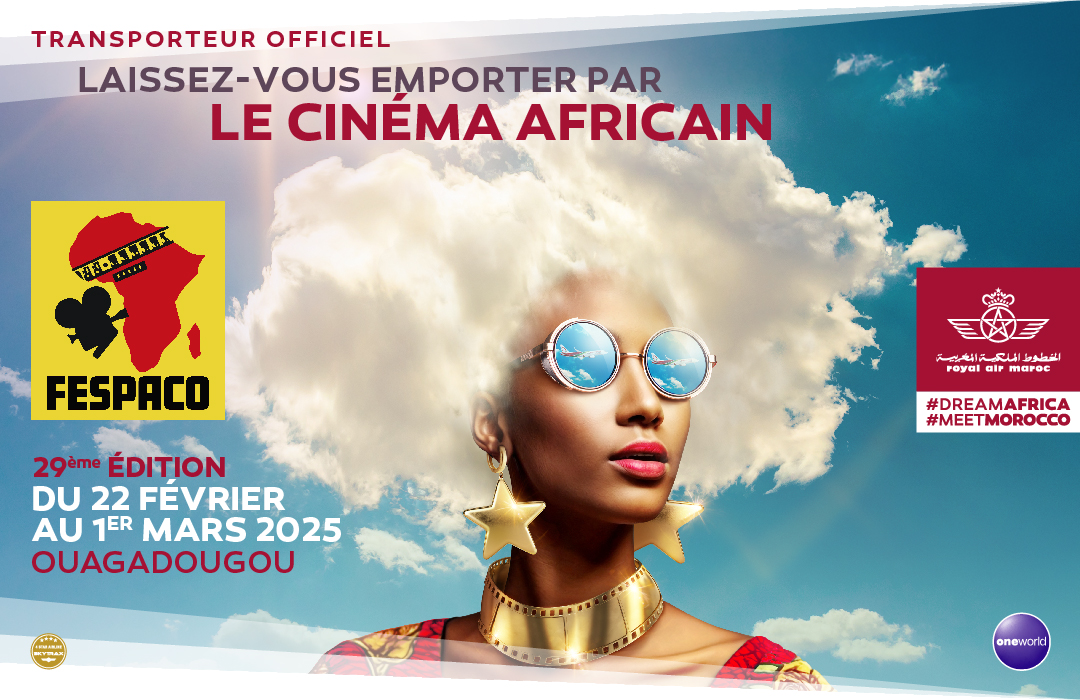 TRANSPORTEUR OFFICIEL
LAISSEZ-VOUS EMPORTER PAR
LE CINÉMA AFRICAIN
FESPACO
29ème ÉDITION
DU 22 FÉVRIER
AU 1ER MARS 2025
OUAGADOUGOU
الخطوط الملكية المغربية
royal air maroc
#DREAMAFRICA
#MEETMOROCCO
SKYTRAX
oneworld